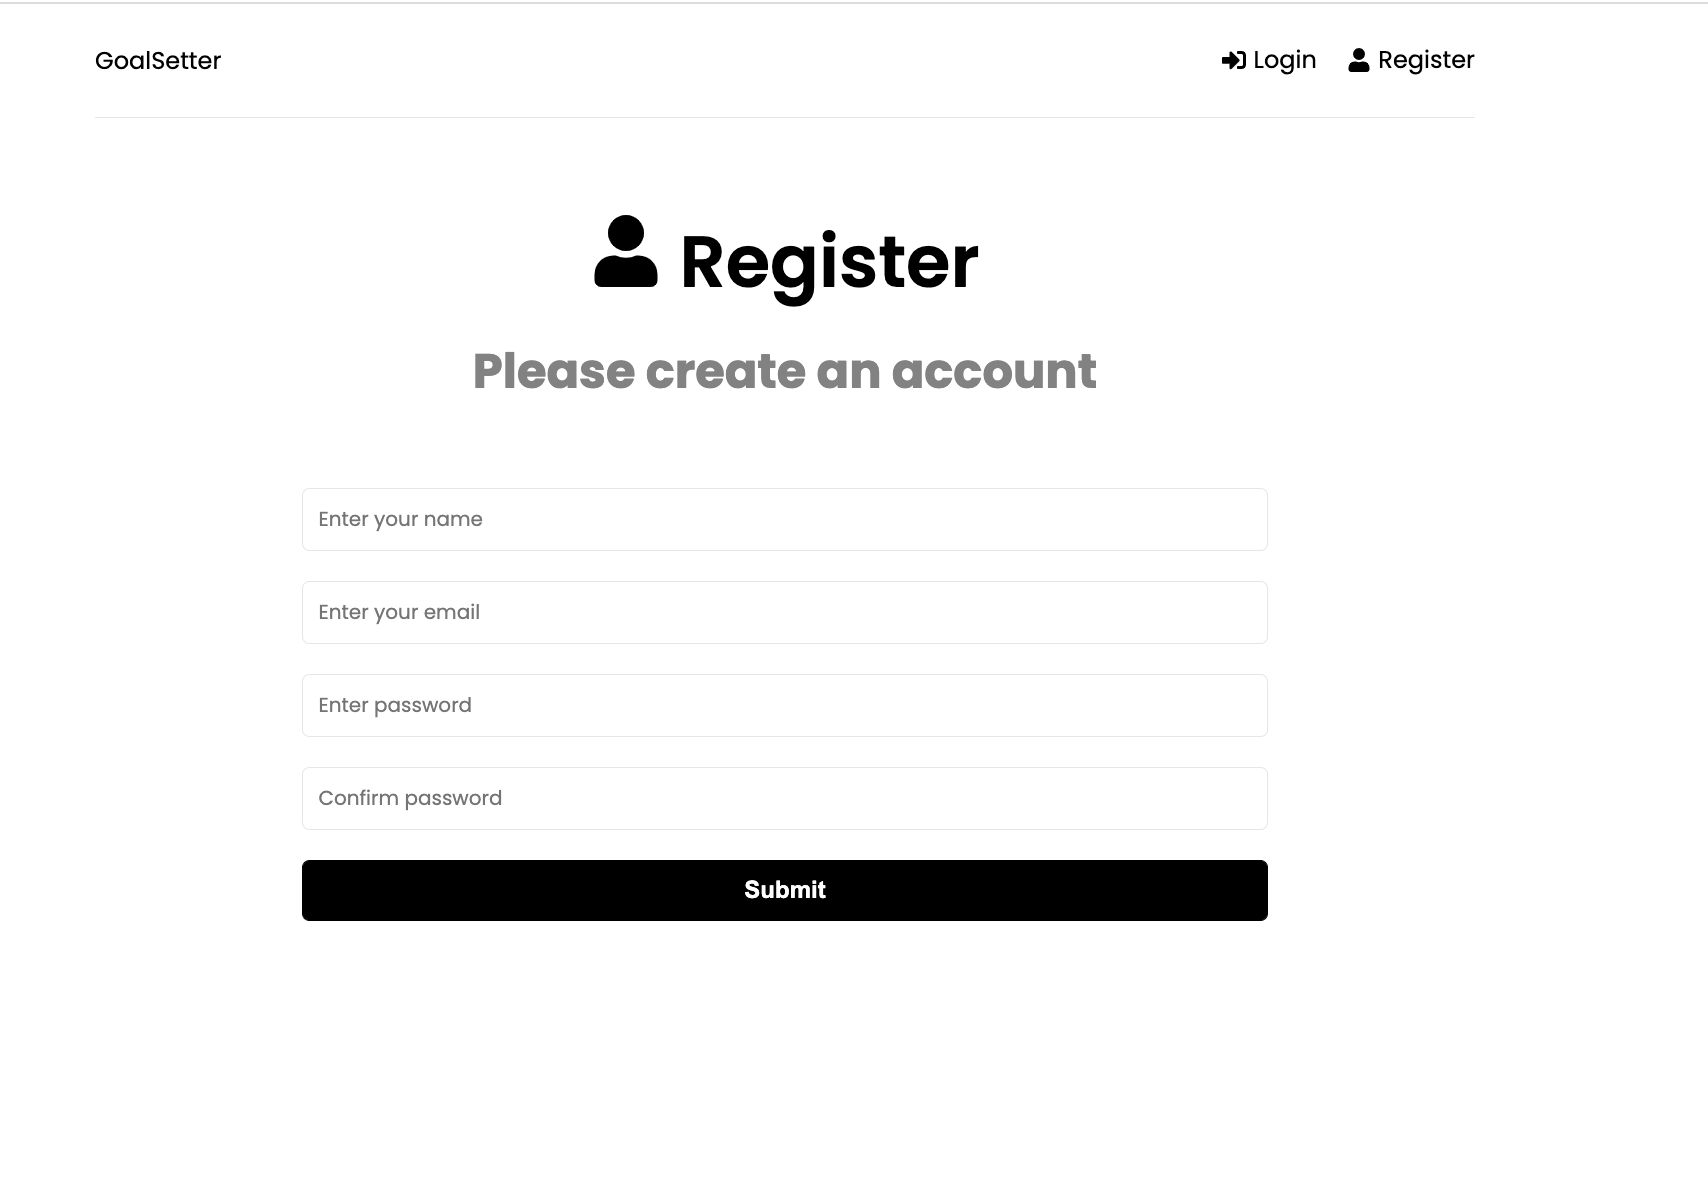 GoalSetter
Login
Register
Register
Please create an account
Enter your name
Enter your email
Enter password
Confirm password
Submit